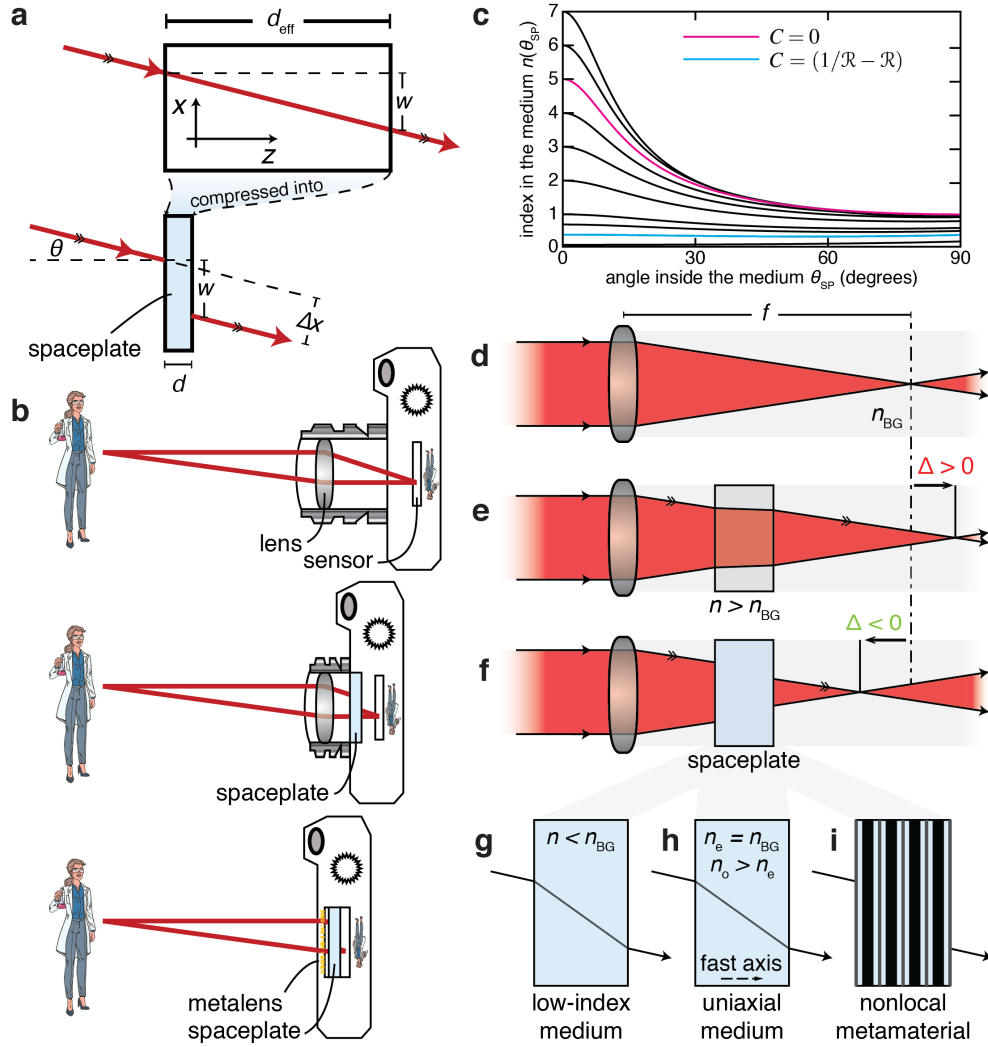 a
d_eff
w
x
z
compressed into
θ
w
Δx
spaceplate
d
b
lens
sensor
spaceplate
metalens
spaceplate
c
index in the medium n(θ_SP)
7
6
5
4
3
2
1
0
C = 0
C = (1/ℛ − ℛ)
0
30
60
90
angle inside the medium θ_SP (degrees)
d
f
n_BG
e
Δ > 0
n > n_BG
f
Δ < 0
spaceplate
g
n < n_BG
low-index
medium
h
n_e = n_BG
n_o > n_e
fast axis
uniaxial
medium
i
nonlocal
metamaterial